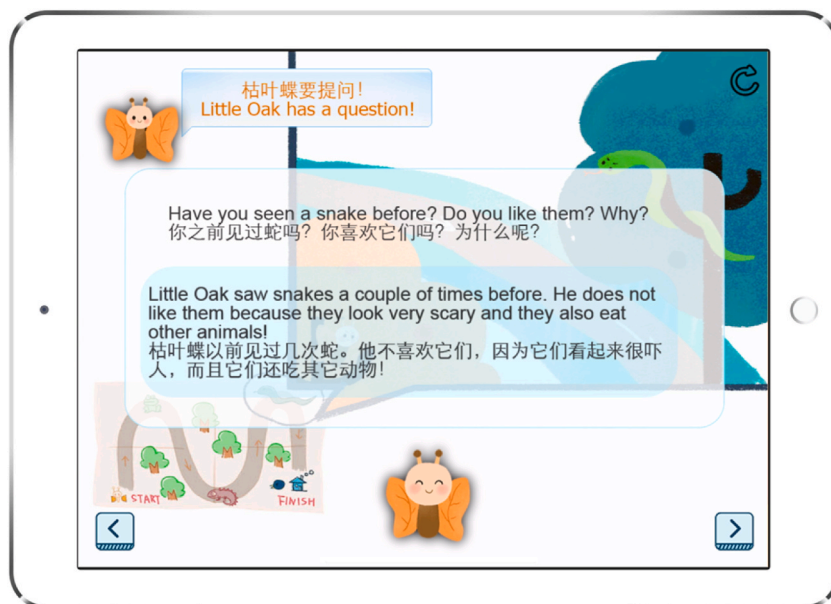 枯叶蝶要提问！
Little Oak has a question!
Have you seen a snake before? Do you like them? Why?
你之前见过蛇吗？你喜欢它们吗？为什么呢？
Little Oak saw snakes a couple of times before. He does not
like them because they look very scary and they also eat
other animals!
枯叶蝶以前见过几次蛇。他不喜欢它们，因为它们看起来很吓
人，而且它们还吃其它动物！
START
FINISH